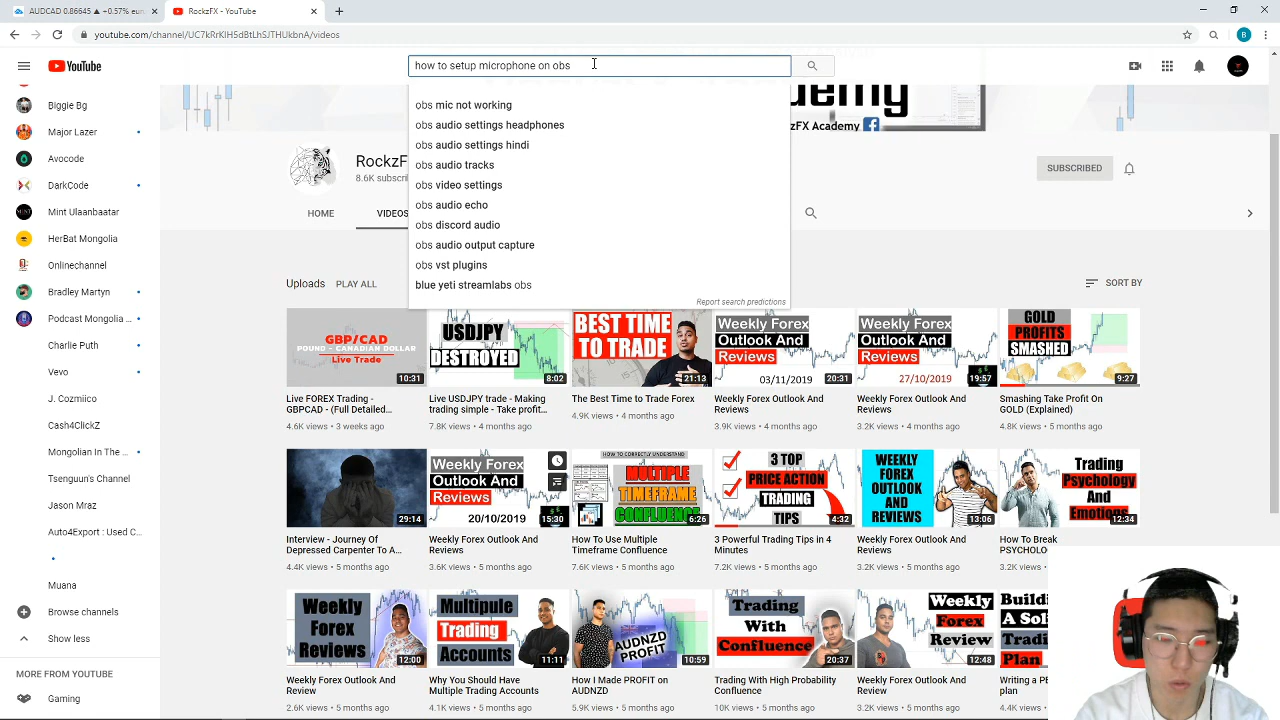 AUDCAD 0.86645 ▲ +0.57% eur
RockzFX - YouTube
youtube.com/channel/UC7kRrKlH5dBtLhSJTHUkbnA/videos
B
YouTube
how to setup microphone on obs
obs mic not working
obs audio settings headphones
obs audio settings hindi
obs audio tracks
obs video settings
obs audio echo
obs discord audio
obs audio output capture
obs vst plugins
blue yeti streamlabs obs
Report search predictions
Biggie Bg
Major Lazer
Avocode
DarkCode
Mint Ulaanbaatar
HerBat Mongolia
Onlinechannel
Bradley Martyn
Podcast Mongolia ...
Charlie Puth
Vevo
J. Cozmiico
Cash4ClickZ
Mongolian In The ...
Tsenguun's Channel
Jason Mraz
Auto4Export : Used C...
Muana
Browse channels
Show less
MORE FROM YOUTUBE
Gaming
zFX Academy
RockzF
8.6K subscri
SUBSCRIBED
HOME
VIDEOS
Uploads
PLAY ALL
SORT BY
GBP/CAD
POUND - CANADIAN DOLLAR
Live Trade
10:31
Live FOREX Trading -
GBPCAD - (Full Detailed...
4.6K views • 3 weeks ago
USDJPY
DESTROYED
8:02
Live USDJPY trade - Making
trading simple - Take profit...
7.8K views • 4 months ago
BEST TIME
TO TRADE
21:13
The Best Time to Trade Forex
4.9K views • 4 months ago
Weekly Forex
Outlook And
Reviews
03/11/2019
20:31
Weekly Forex Outlook And
Reviews
3.9K views • 4 months ago
Weekly Forex
Outlook And
Reviews
27/10/2019
19:57
Weekly Forex Outlook And
Reviews
3.2K views • 4 months ago
GOLD
PROFITS
SMASHED
9:27
Smashing Take Profit On
GOLD (Explained)
4.8K views • 5 months ago
29:14
Interview - Journey Of
Depressed Carpenter To A...
4.4K views • 5 months ago
Weekly Forex
Outlook And
Reviews
20/10/2019
15:30
Weekly Forex Outlook And
Reviews
3.6K views • 5 months ago
HOW TO CORRECTLY UNDERSTAND
MULTIPLE
TIMEFRAME
CONFLUENCE
6:26
How To Use Multiple
Timeframe Confluence
7.6K views • 5 months ago
3 TOP
PRICE ACTION
TRADING
TIPS
4:32
3 Powerful Trading Tips in 4
Minutes
7.2K views • 5 months ago
WEEKLY
FOREX
OUTLOOK
AND
REVIEWS
13:06
Weekly Forex Outlook And
Reviews
3.2K views • 5 months ago
Trading
Psychology
And
Emotions
12:34
How To Break
PSYCHOLO
3.2K views •
Weekly
Forex
Reviews
12:00
Weekly Forex Outlook And
Review
2.6K views • 5 months ago
Multipule
Trading
Accounts
11:11
Why You Should Have
Multiple Trading Accounts
4.1K views • 5 months ago
AUDNZD
PROFIT
10:59
How I Made PROFIT on
AUDNZD
5.9K views • 5 months ago
Trading
With
Confluence
20:37
Trading With High Probability
Confluence
10K views • 5 months ago
Weekly
Forex
Review
12:48
Weekly Forex Outlook And
Review
3.2K views • 5 months ago
Buildi
A Sol
Tradi
Plan
Writing a PE
plan
4.4K views •